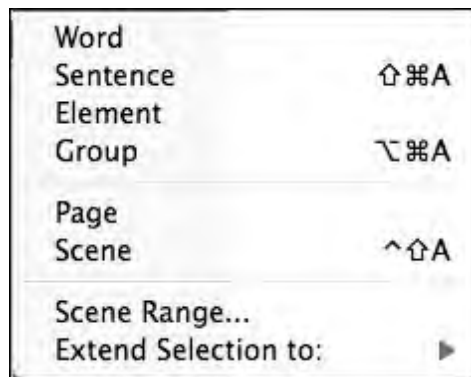 Word
Sentence ⇧⌘A
Element
Group ⌥⌘A
Page
Scene ^⇧A
Scene Range...
Extend Selection to: ▶